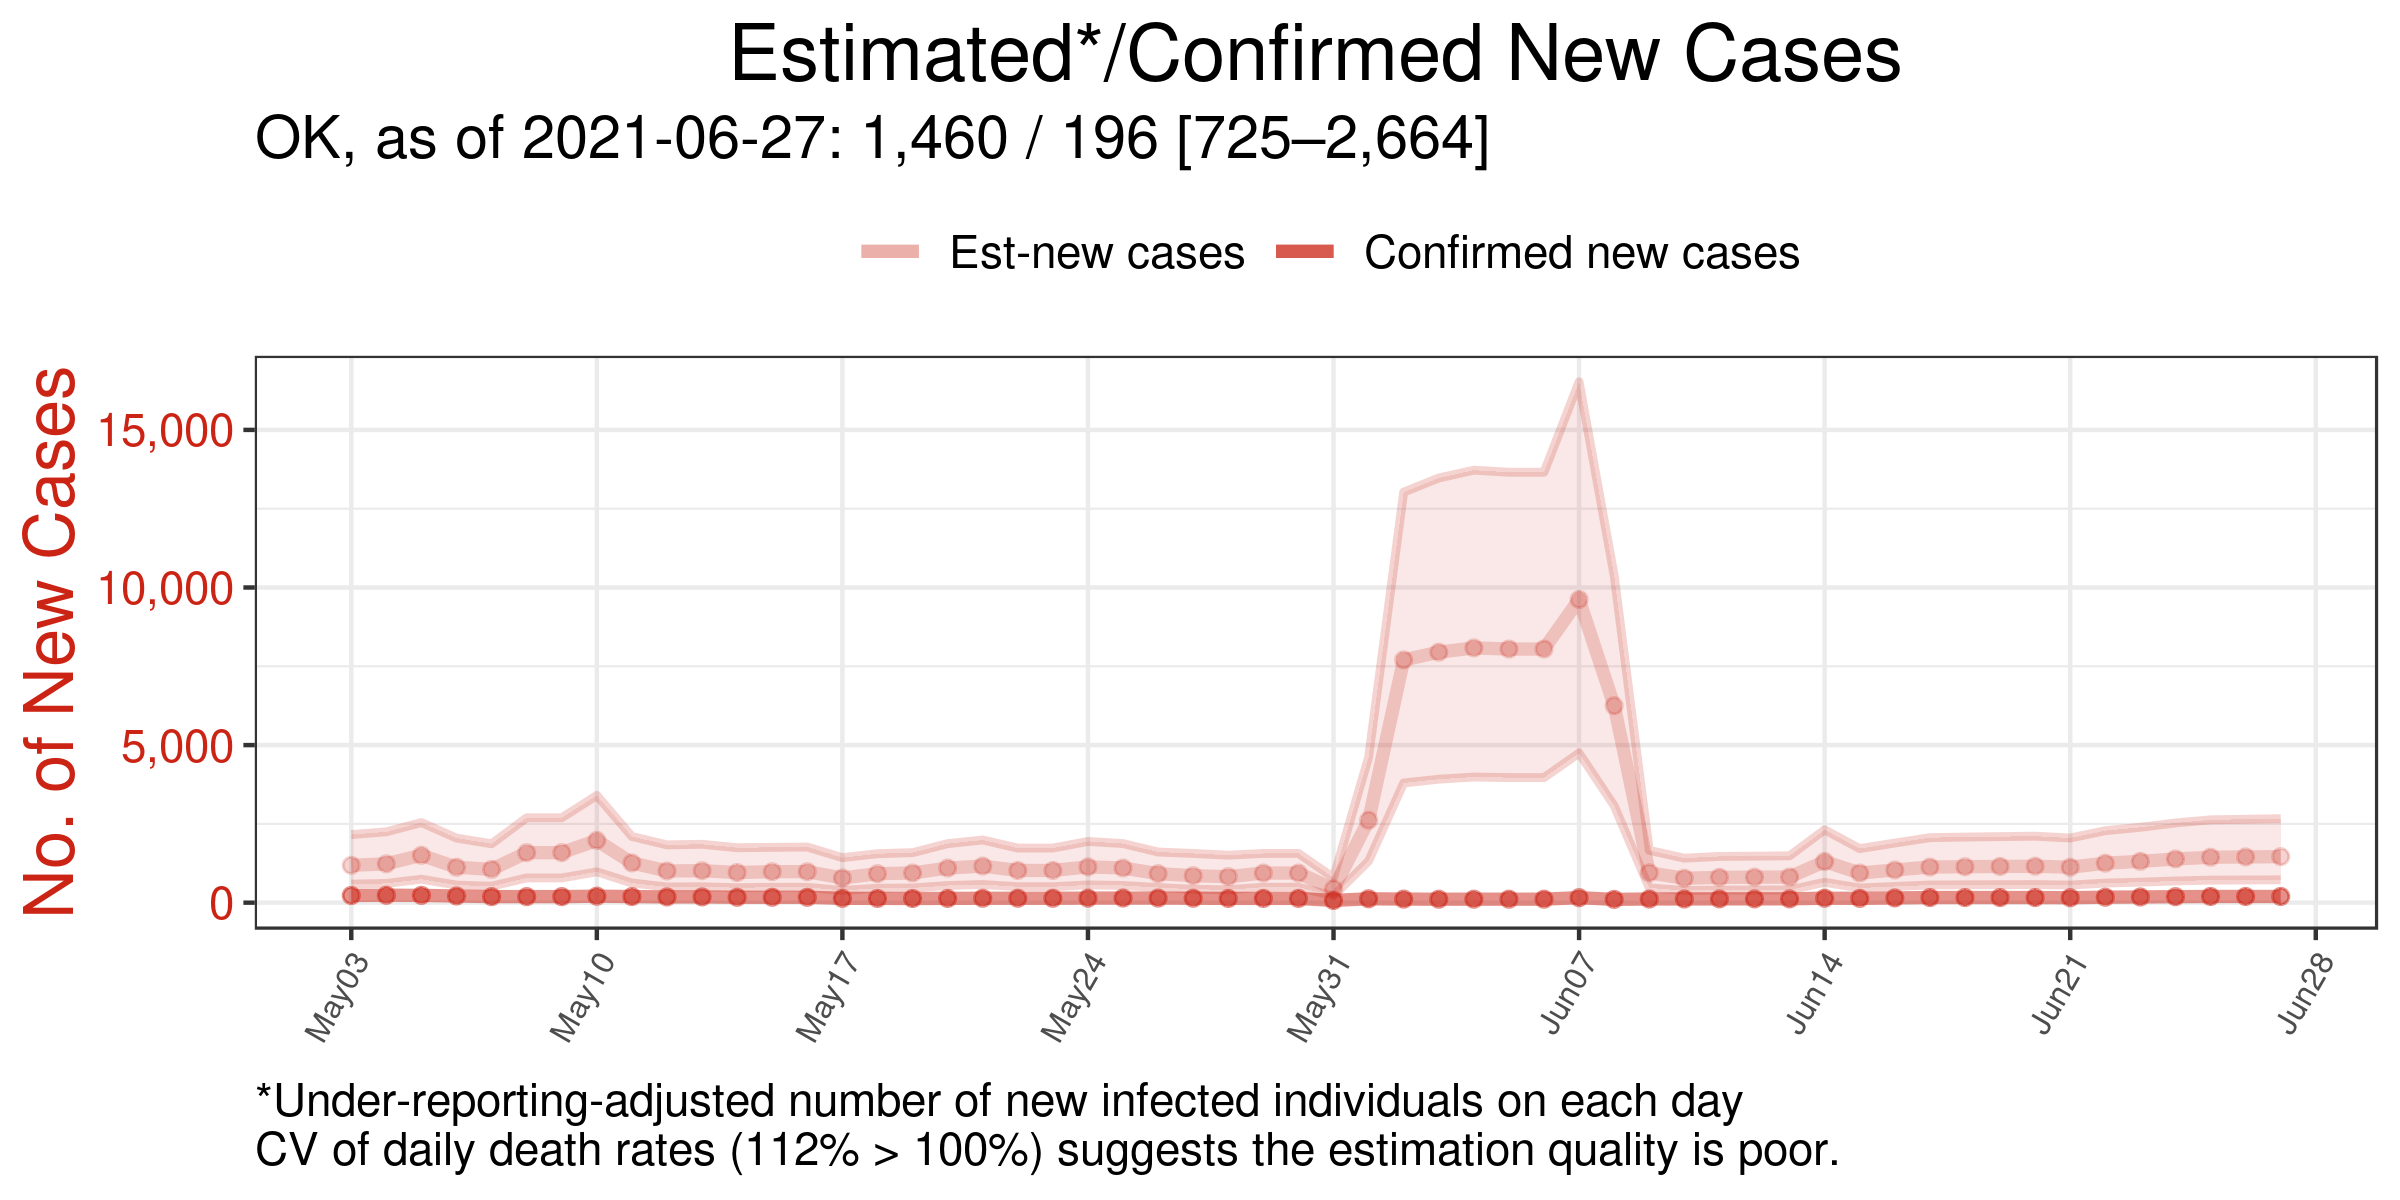 Estimated*/Confirmed New Cases
OK, as of 2021-06-27: 1,460 / 196 [725–2,664]
Est-new cases
Confirmed new cases
No. of New Cases
15,000
10,000
5,000
0
May03
May10
May17
May24
May31
Jun07
Jun14
Jun21
Jun28
*Under-reporting-adjusted number of new infected individuals on each day
CV of daily death rates (112% > 100%) suggests the estimation quality is poor.